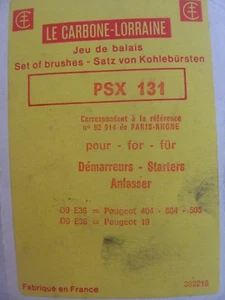 LE CARBONE-LORRAINE
Jeu de balais
Set of brushes - Satz von Kohlebürsten
PSX 131
Correspondant à la référence
n° 92 314 de PARIS-RHONE
pour - for - für
Démarreurs - Starters
Anlasser
D9 E36 = Peugeot 404 - 504 - 505
D9 E38 = Peugeot
Fabriqué en France